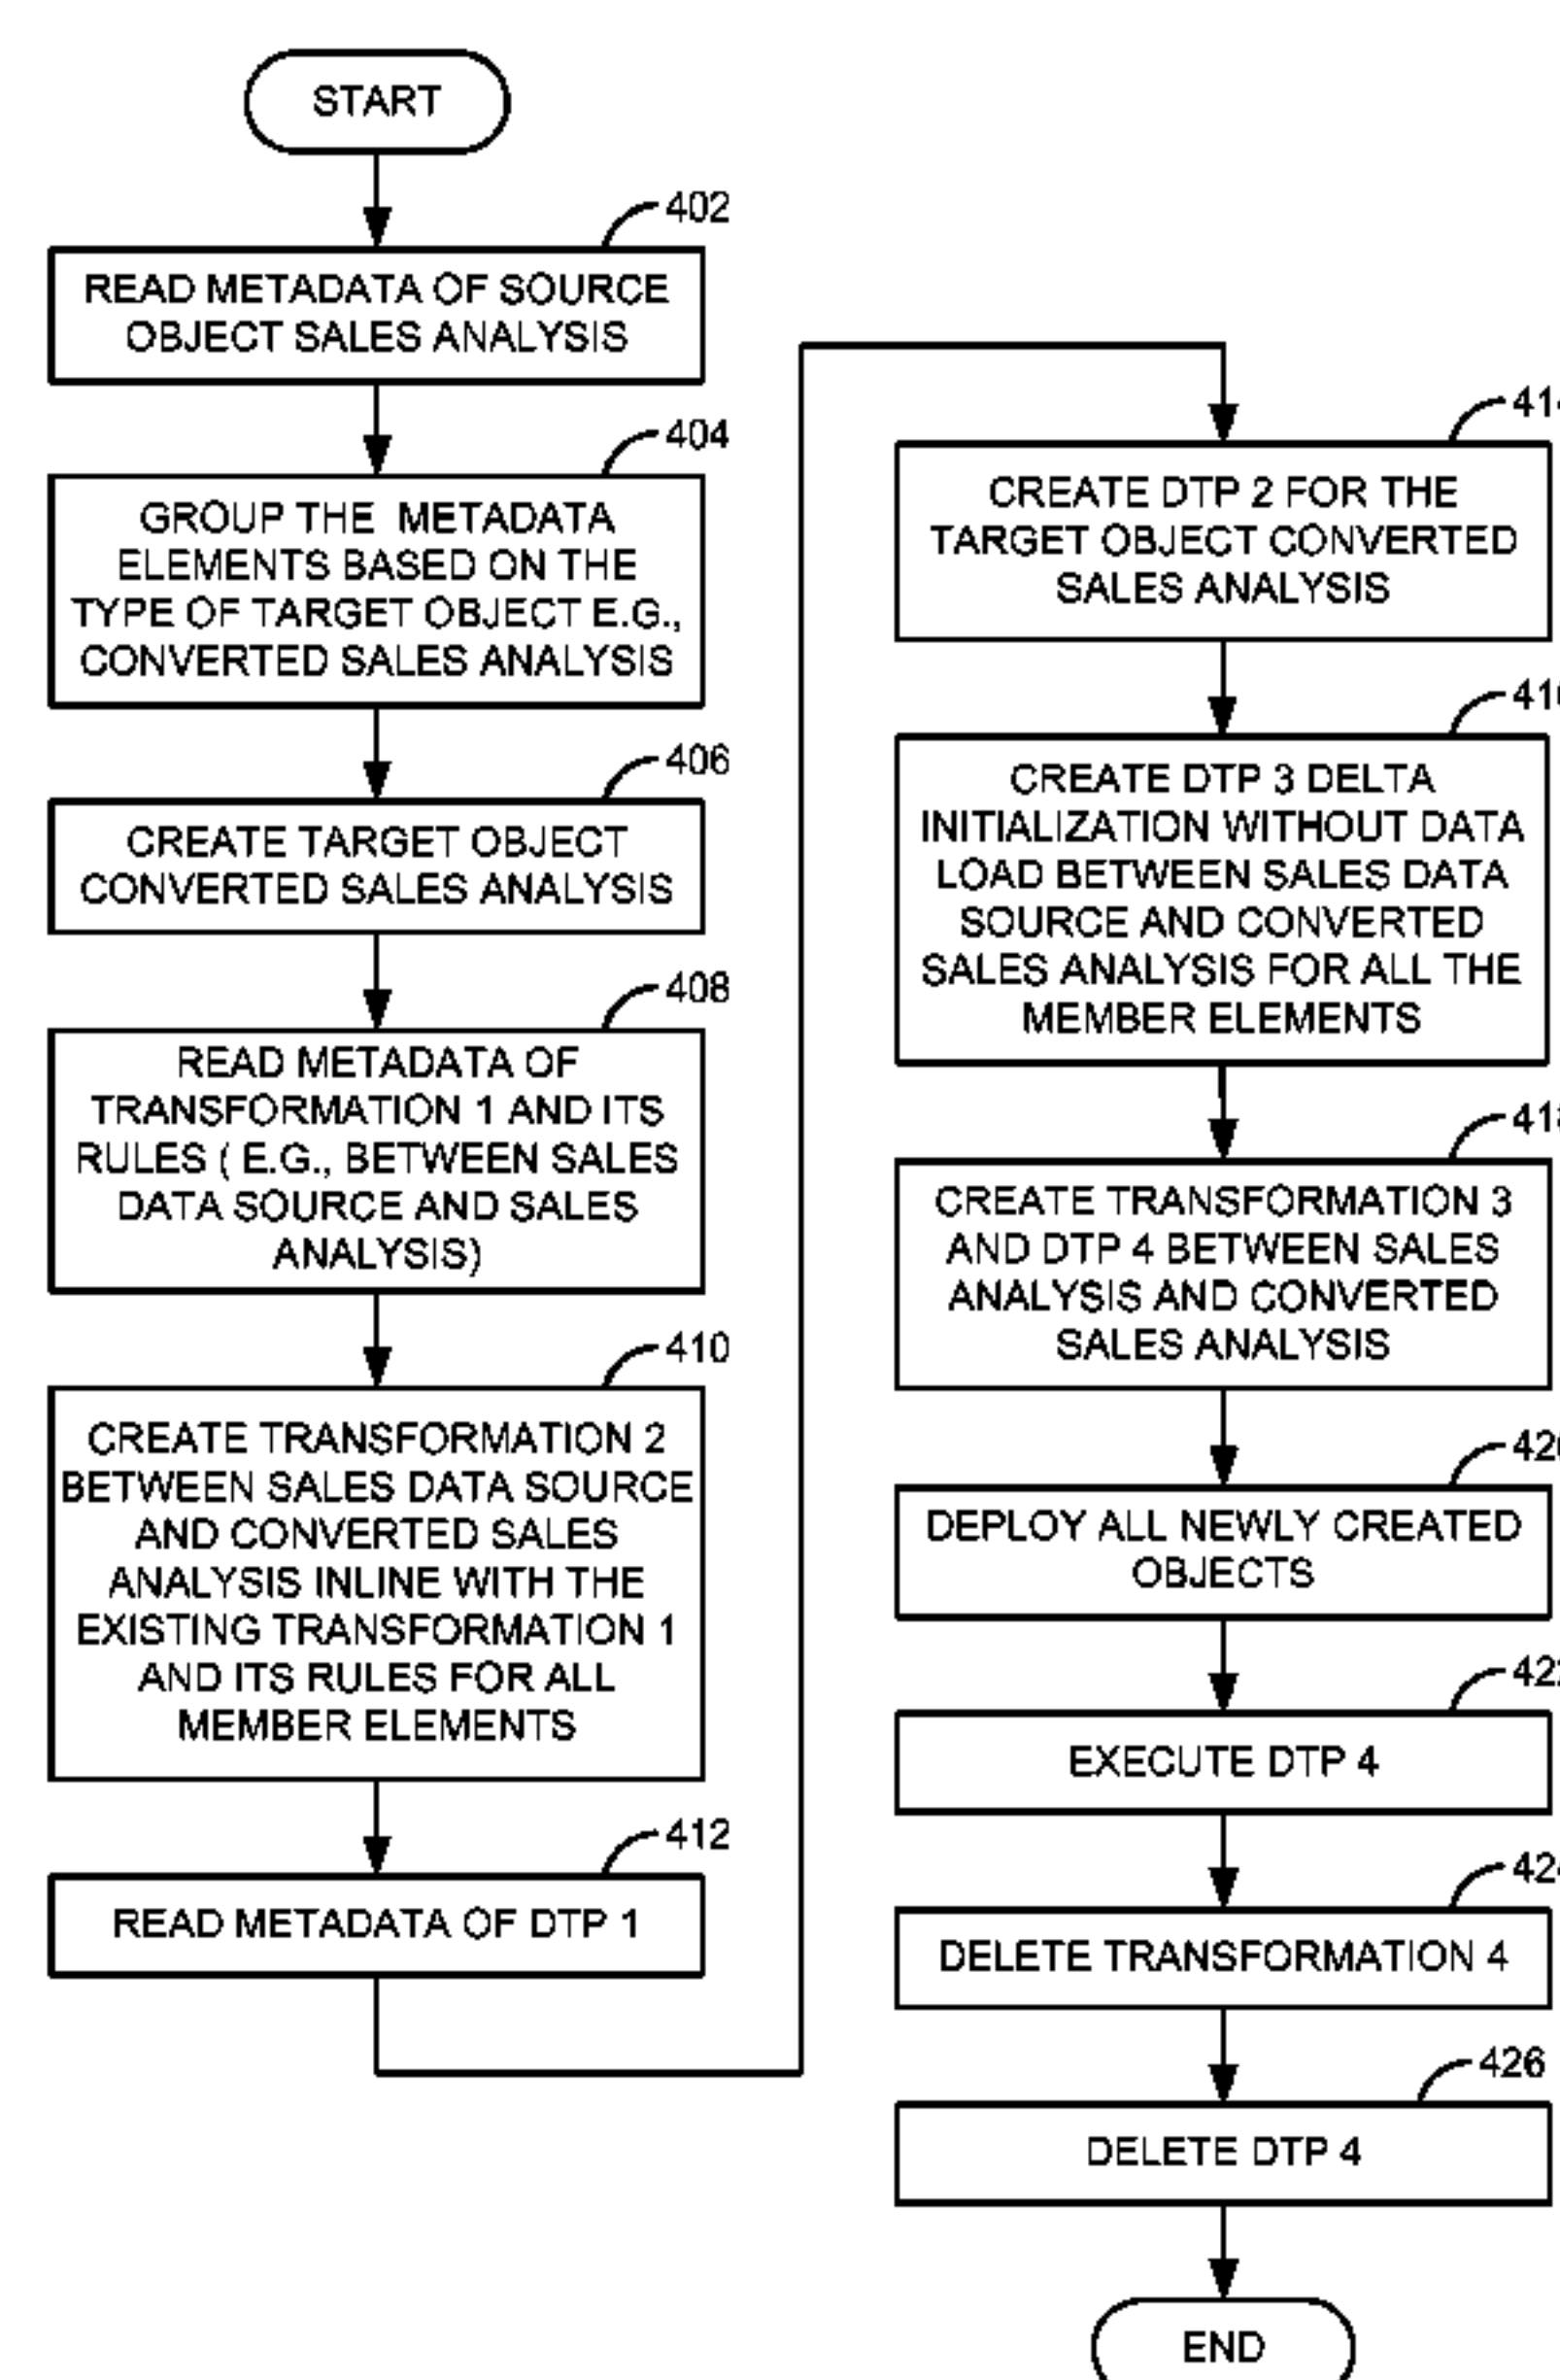 START
402
READ METADATA OF SOURCE
OBJECT SALES ANALYSIS
404
GROUP THE METADATA
ELEMENTS BASED ON THE
TYPE OF TARGET OBJECT E.G.,
CONVERTED SALES ANALYSIS
406
CREATE TARGET OBJECT
CONVERTED SALES ANALYSIS
408
READ METADATA OF
TRANSFORMATION 1 AND ITS
RULES ( E.G., BETWEEN SALES
DATA SOURCE AND SALES
ANALYSIS)
410
CREATE TRANSFORMATION 2
BETWEEN SALES DATA SOURCE
AND CONVERTED SALES
ANALYSIS INLINE WITH THE
EXISTING TRANSFORMATION 1
AND ITS RULES FOR ALL
MEMBER ELEMENTS
412
READ METADATA OF DTP 1
414
CREATE DTP 2 FOR THE
TARGET OBJECT CONVERTED
SALES ANALYSIS
416
CREATE DTP 3 DELTA
INITIALIZATION WITHOUT DATA
LOAD BETWEEN SALES DATA
SOURCE AND CONVERTED
SALES ANALYSIS FOR ALL THE
MEMBER ELEMENTS
418
CREATE TRANSFORMATION 3
AND DTP 4 BETWEEN SALES
ANALYSIS AND CONVERTED
SALES ANALYSIS
420
DEPLOY ALL NEWLY CREATED
OBJECTS
422
EXECUTE DTP 4
424
DELETE TRANSFORMATION 4
426
DELETE DTP 4
END